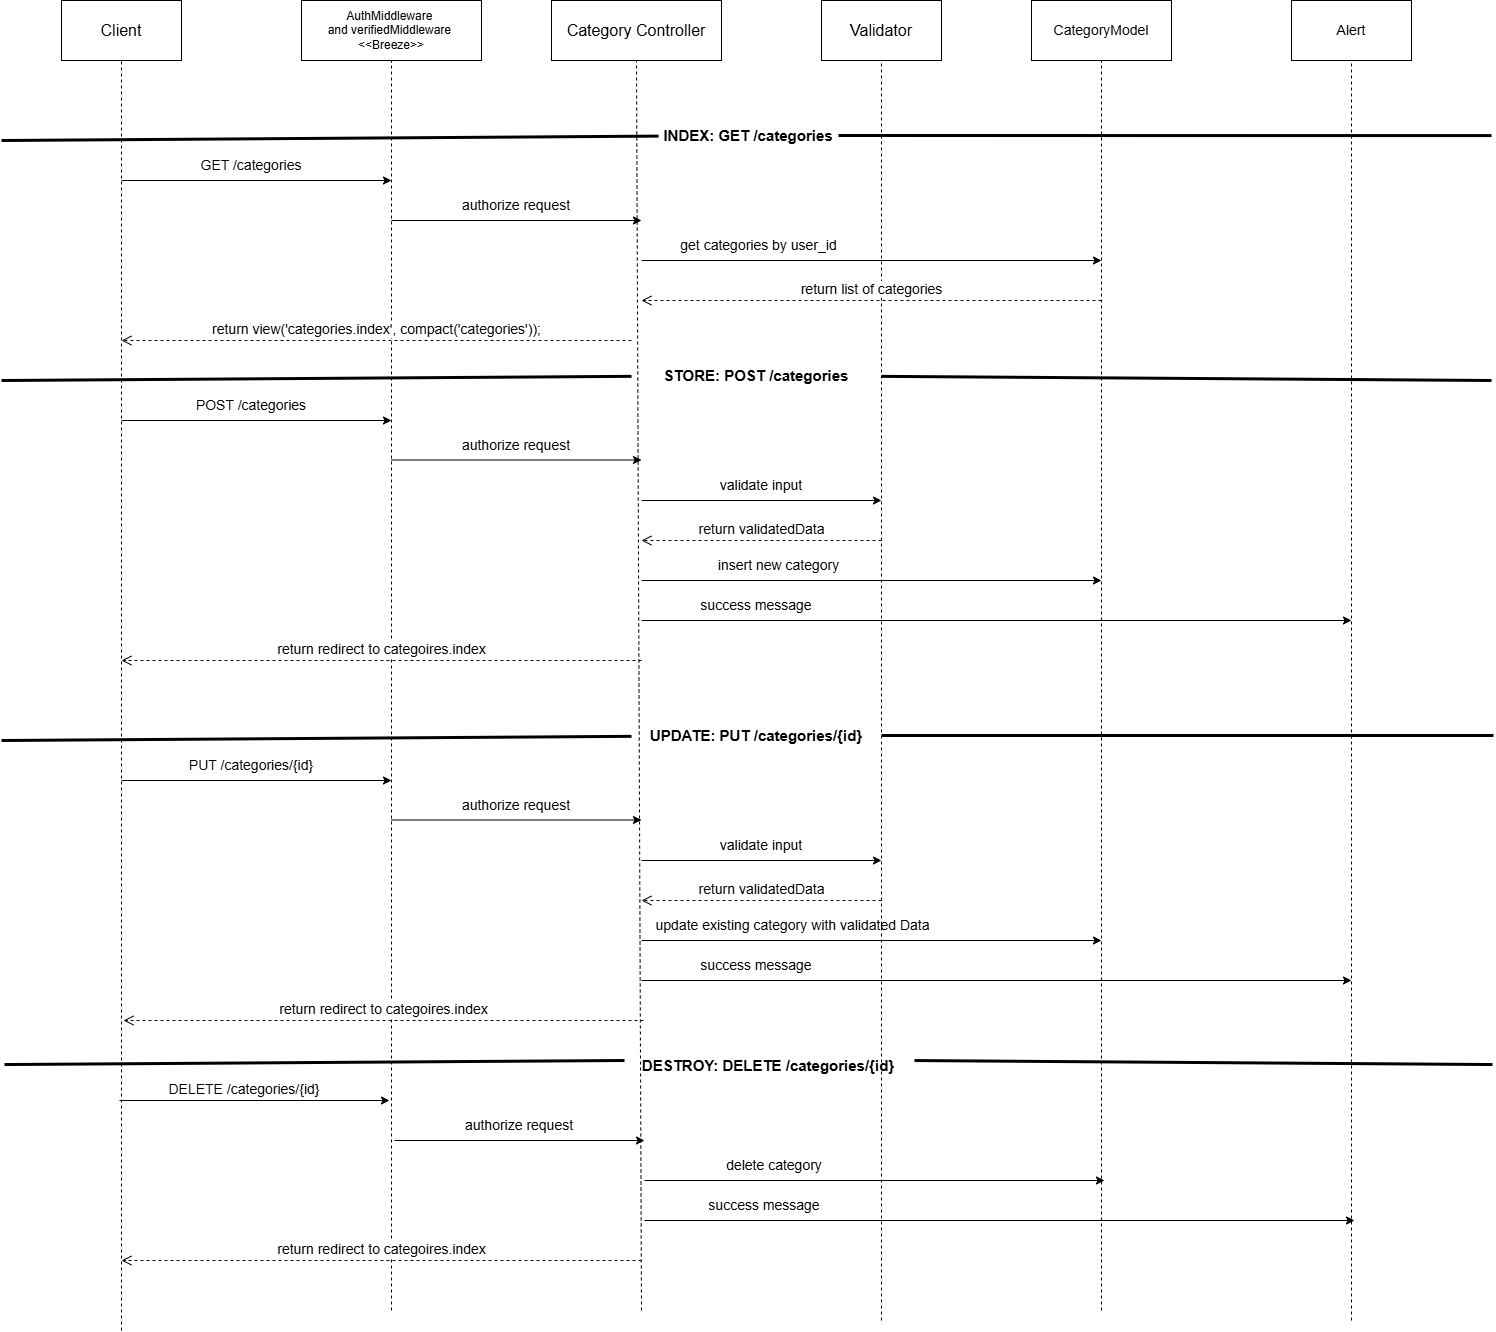 Client
AuthMiddleware
and verifiedMiddleware
<<Breeze>>
Category Controller
Validator
CategoryModel
Alert
INDEX: GET /categories
GET /categories
authorize request
get categories by user_id
return list of categories
return view('categories.index', compact('categories'));
STORE: POST /categories
POST /categories
authorize request
validate input
return validatedData
insert new category
success message
return redirect to categoires.index
UPDATE: PUT /categories/{id}
PUT /categories/{id}
authorize request
validate input
return validatedData
update existing category with validated Data
success message
return redirect to categoires.index
DESTROY: DELETE /categories/{id}
DELETE /categories/{id}
authorize request
delete category
success message
return redirect to categoires.index